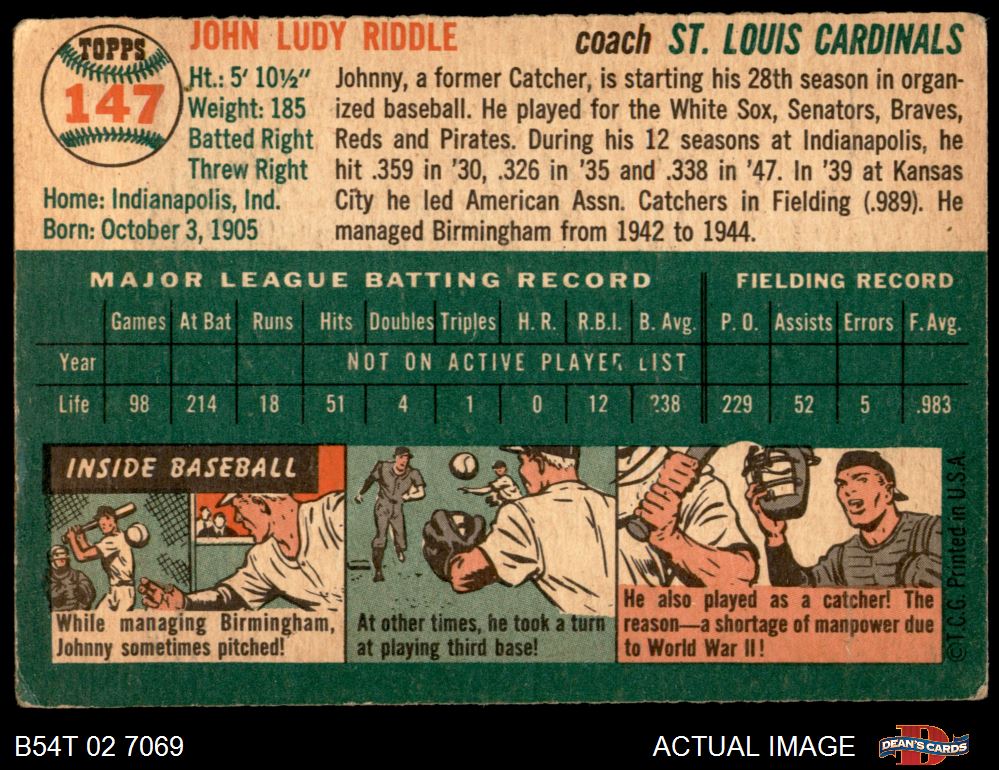 TOPPS
147
JOHN LUDY RIDDLE
coach ST. LOUIS CARDINALS
Ht.: 5' 10½"
Weight: 185
Batted Right
Threw Right
Home: Indianapolis, Ind.
Born: October 3, 1905
Johnny, a former Catcher, is starting his 28th season in organ-
ized baseball. He played for the White Sox, Senators, Braves,
Reds and Pirates. During his 12 seasons at Indianapolis, he
hit .359 in '30, .326 in '35 and .338 in '47. In '39 at Kansas
City he led American Assn. Catchers in Fielding (.989). He
managed Birmingham from 1942 to 1944.
MAJOR LEAGUE BATTING RECORD FIELDING RECORD
Games At Bat Runs Hits Doubles Triples H. R. R.B.I. B. Avg. P. O. Assists Errors F. Avg.
Year NOT ON ACTIVE PLAYER LIST
Life 98 214 18 51 4 1 0 12 .238 229 52 5 .983
INSIDE BASEBALL
While managing Birmingham,
Johnny sometimes pitched!
At other times, he took a turn
at playing third base!
He also played as a catcher! The
reason—a shortage of manpower due
to World War II!
© T.C.G. Printed in U.S.A
B54T 02 7069
ACTUAL IMAGE
DEAN'S CARDS